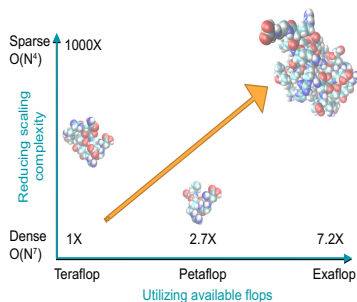 Sparse 1000X
O(N⁴)
Reducing scaling
complexity
Dense 1X 2.7X 7.2X
O(N⁷)
Teraflop Petaflop Exaflop
Utilizing available flops